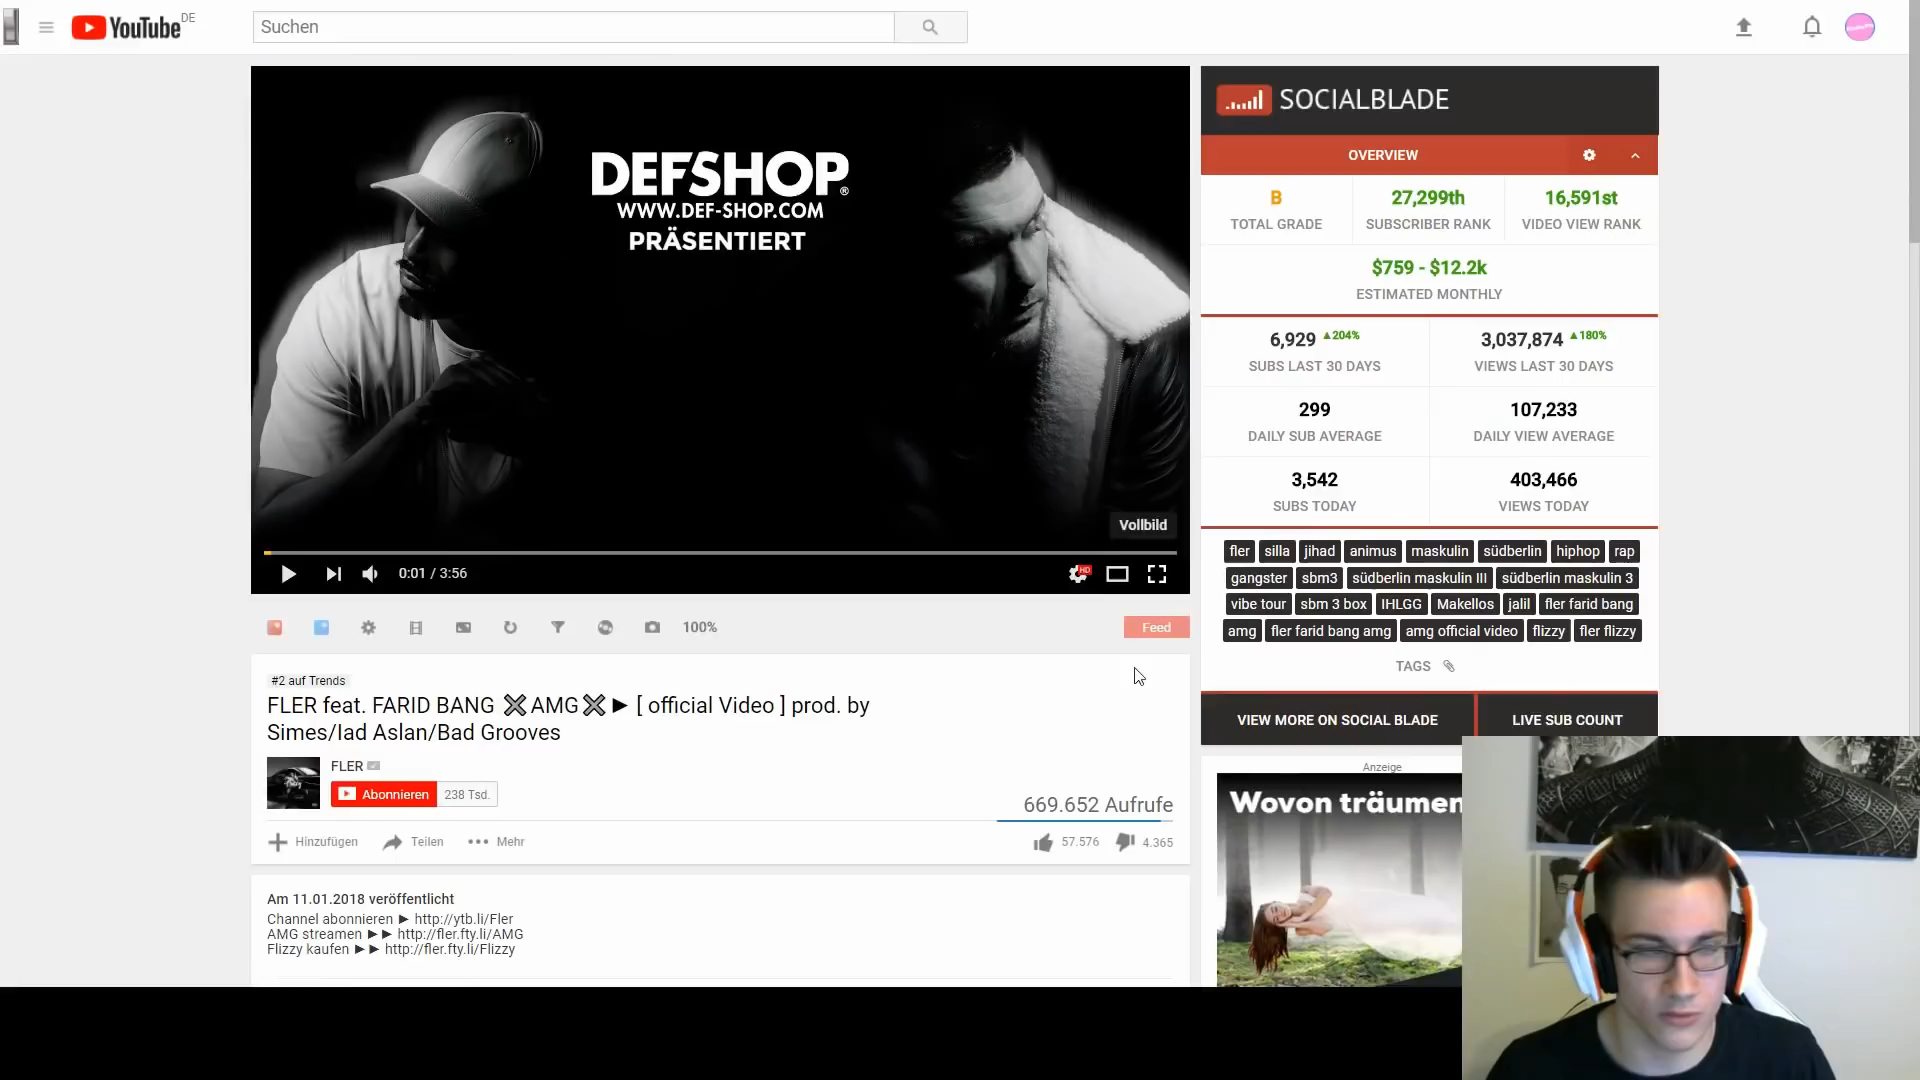 YouTube DE
Suchen
DEFSHOP®
WWW.DEF-SHOP.COM
PRÄSENTIERT
Vollbild
0:01 / 3:56
HD
100%
Feed
#2 auf Trends
FLER feat. FARID BANG ❌AMG❌ ► [ official Video ] prod. by
Simes/Iad Aslan/Bad Grooves
FLER
Abonnieren 238 Tsd.
669.652 Aufrufe
Hinzufügen Teilen Mehr 57.576 4.365
Am 11.01.2018 veröffentlicht
Channel abonnieren ► http://ytb.li/Fler
AMG streamen ►► http://fler.fty.li/AMG
Flizzy kaufen ►► http://fler.fty.li/Flizzy
SOCIALBLADE
OVERVIEW
B 27,299th 16,591st
TOTAL GRADE SUBSCRIBER RANK VIDEO VIEW RANK
$759 - $12.2k
ESTIMATED MONTHLY
6,929 ▲204% 3,037,874 ▲180%
SUBS LAST 30 DAYS VIEWS LAST 30 DAYS
299 107,233
DAILY SUB AVERAGE DAILY VIEW AVERAGE
3,542 403,466
SUBS TODAY VIEWS TODAY
fler silla jihad animus maskulin südberlin hiphop rap
gangster sbm3 südberlin maskulin III südberlin maskulin 3
vibe tour sbm 3 box IHLGG Makellos jalil fler farid bang
amg fler farid bang amg amg official video flizzy fler flizzy
TAGS
VIEW MORE ON SOCIAL BLADE LIVE SUB COUNT
Anzeige
Wovon träumen